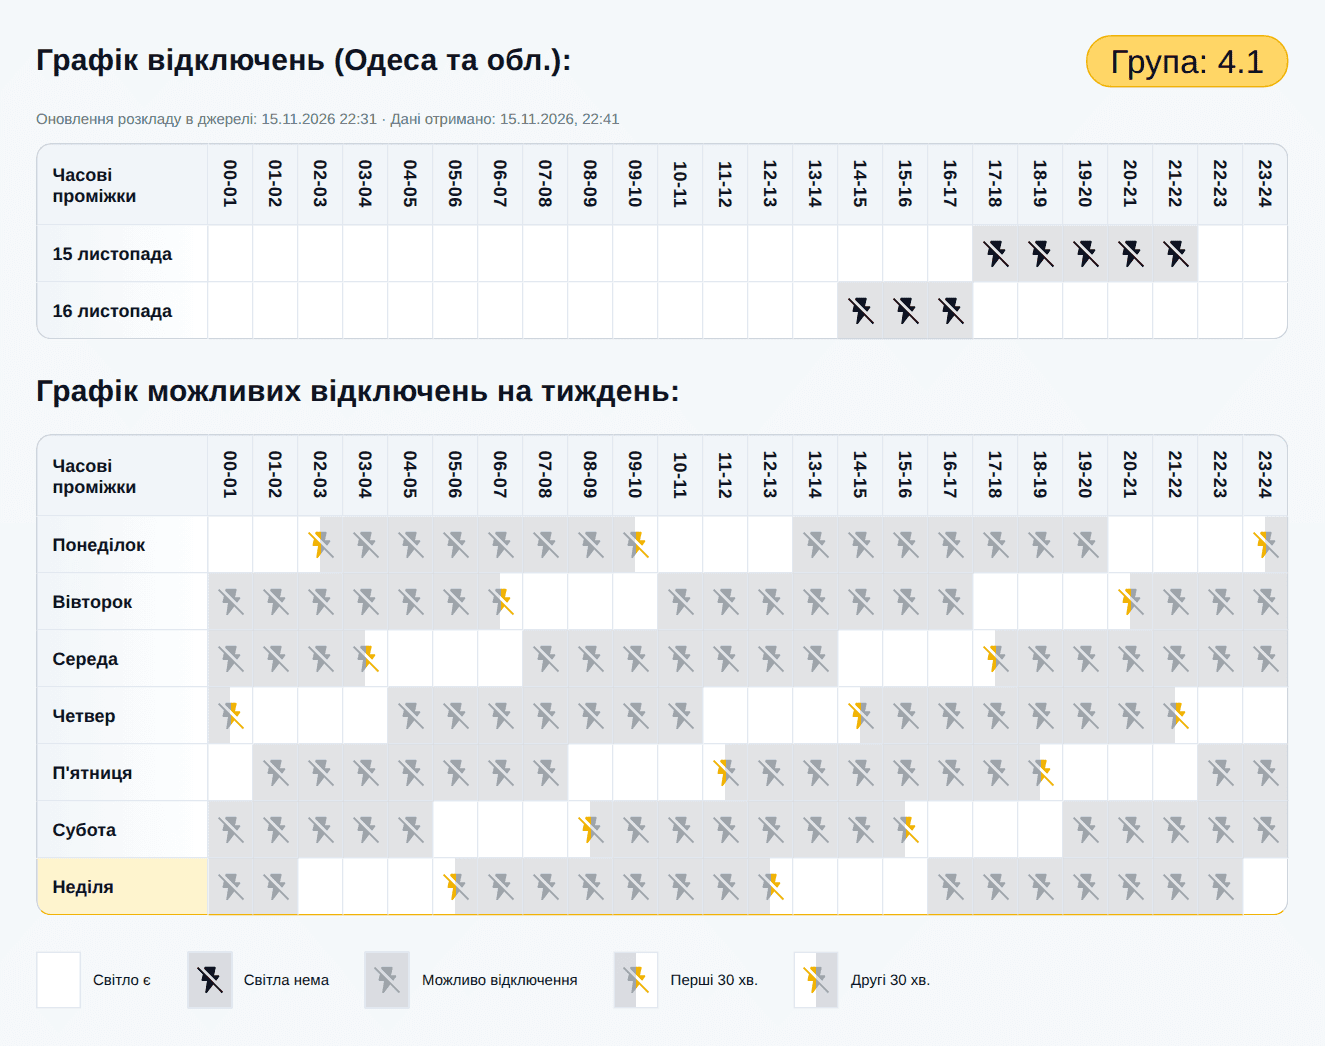 Графік відключень (Одеса та обл.):
Група: 4.1
Оновлення розкладу в джерелі: 15.11.2026 22:31 · Дані отримано: 15.11.2026, 22:41
Часові
проміжки
00-01 01-02 02-03 03-04 04-05 05-06 06-07 07-08 08-09 09-10 10-11 11-12 12-13 13-14 14-15 15-16 16-17 17-18 18-19 19-20 20-21 21-22 22-23 23-24
15 листопада
16 листопада
Графік можливих відключень на тиждень:
Часові
проміжки
00-01 01-02 02-03 03-04 04-05 05-06 06-07 07-08 08-09 09-10 10-11 11-12 12-13 13-14 14-15 15-16 16-17 17-18 18-19 19-20 20-21 21-22 22-23 23-24
Понеділок
Вівторок
Середа
Четвер
П'ятниця
Субота
Неділя
Світло є
Світла нема
Можливо відключення
Перші 30 хв.
Другі 30 хв.